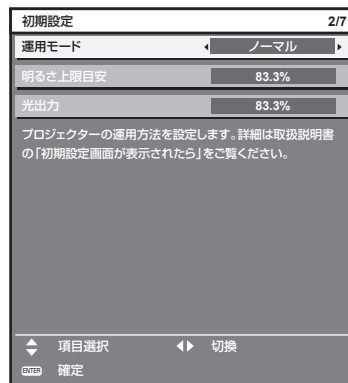 初期設定 2/7
運用モード ノーマル
明るさ上限目安 83.3%
光出力 83.3%
プロジェクターの運用方法を設定します。詳細は取扱説明書
の「初期設定画面が表示されたら」をご覧ください。
項目選択 切換
ENTER 確定